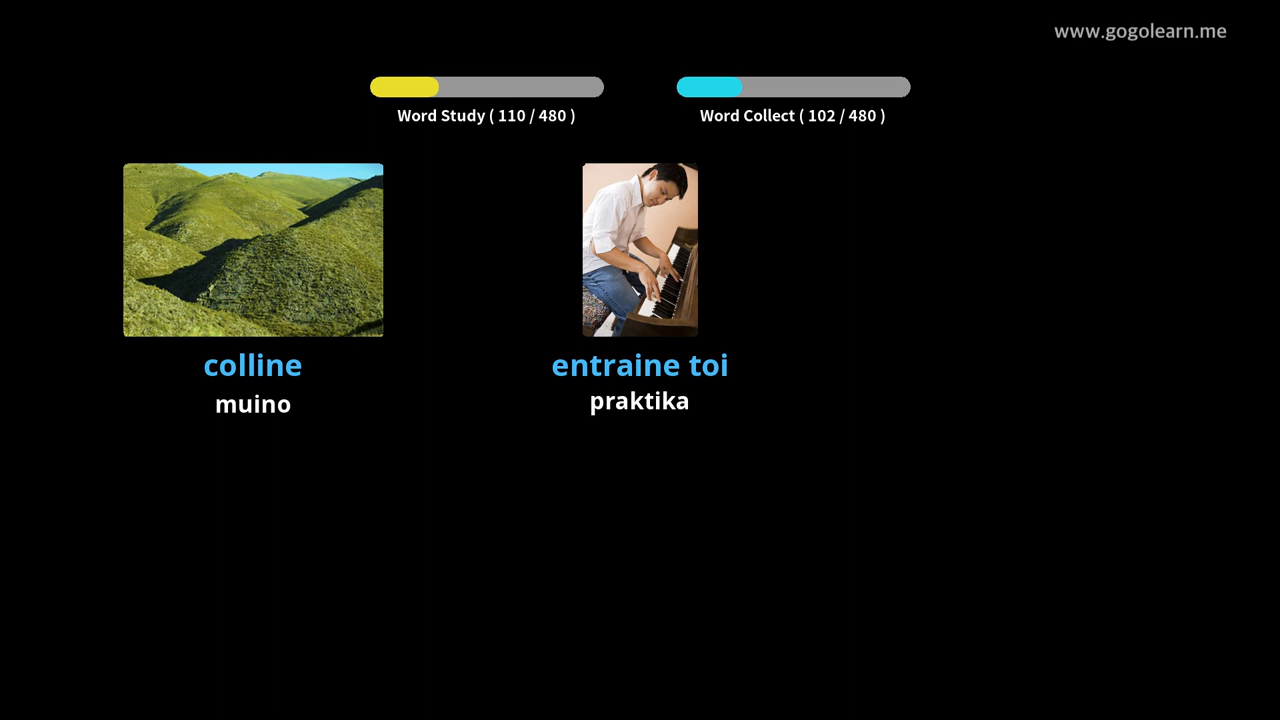 www.gogolearn.me
Word Study ( 110 / 480 )
Word Collect ( 102 / 480 )
colline
muino
entraine toi
praktika